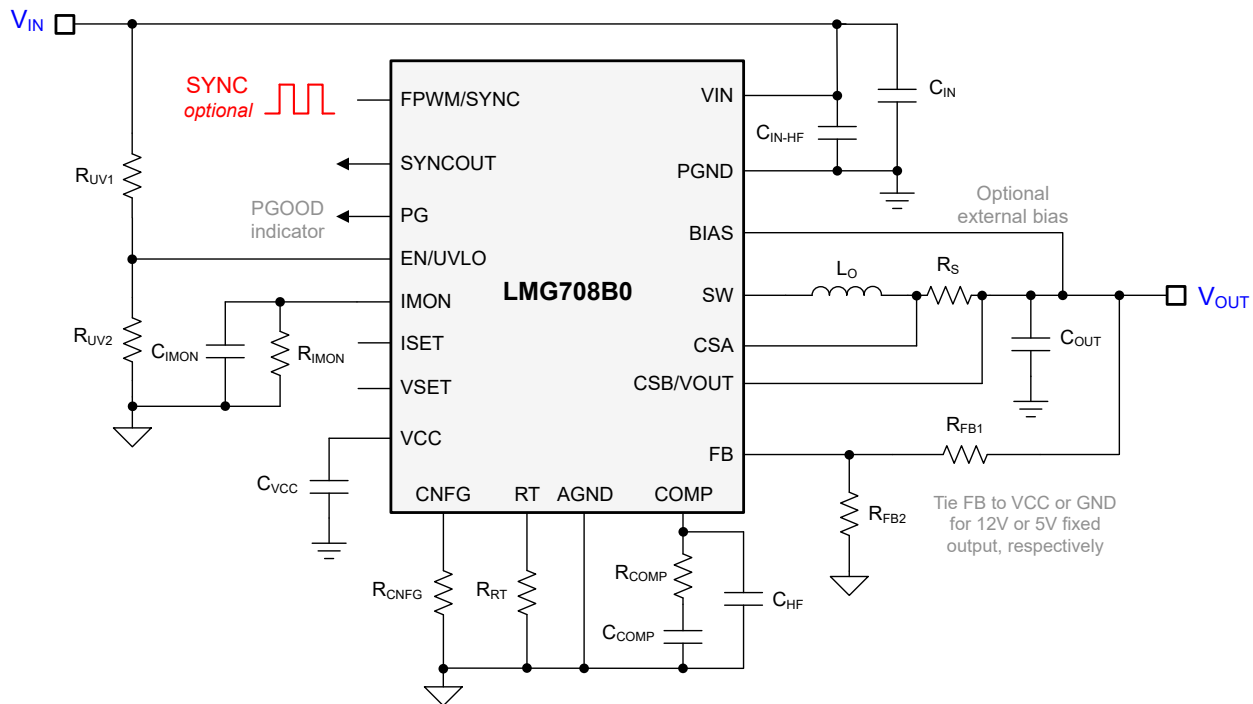 VIN
SYNC
optional
FPWM/SYNC
VIN
CIN
CIN-HF
RUV1
SYNCOUT
PGND
PGOOD
indicator
PG
Optional
external bias
BIAS
EN/UVLO
LMG708B0
LO
RS
IMON
SW
VOUT
RUV2
CIMON
RIMON
ISET
CSA
COUT
VSET
CSB/VOUT
VCC
FB
RFB1
CVCC
CNFG
RT
AGND
COMP
RFB2
Tie FB to VCC or GND
for 12V or 5V fixed
output, respectively
RCNFG
RRT
RCOMP
CHF
CCOMP